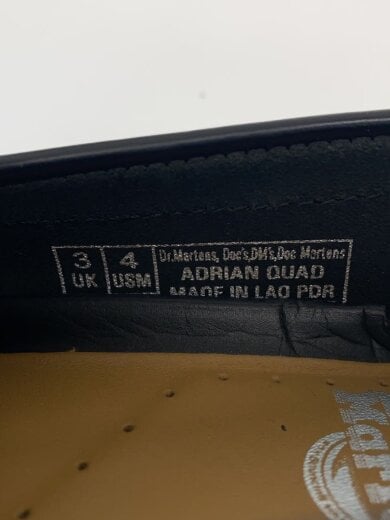 3
UK
4
USM
Dr.Martens, Doc's,DM's,Doc Martens
ADRIAN QUAD
MADE IN LAO PDR